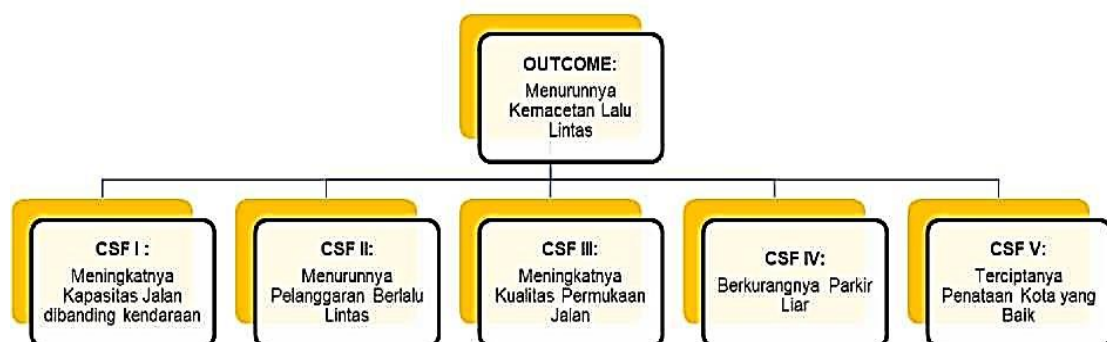 OUTCOME:
Menurunnya
Kemacetan Lalu
Lintas
CSF I :
Meningkatnya
Kapasitas Jalan
dibanding kendaraan
CSF II:
Menurunnya
Pelanggaran Berlalu
Lintas
CSF III:
Meningkatnya
Kualitas Permukaan
Jalan
CSF IV:
Berkurangnya Parkir
Liar
CSF V:
Terciptanya
Penataan Kota yang
Baik